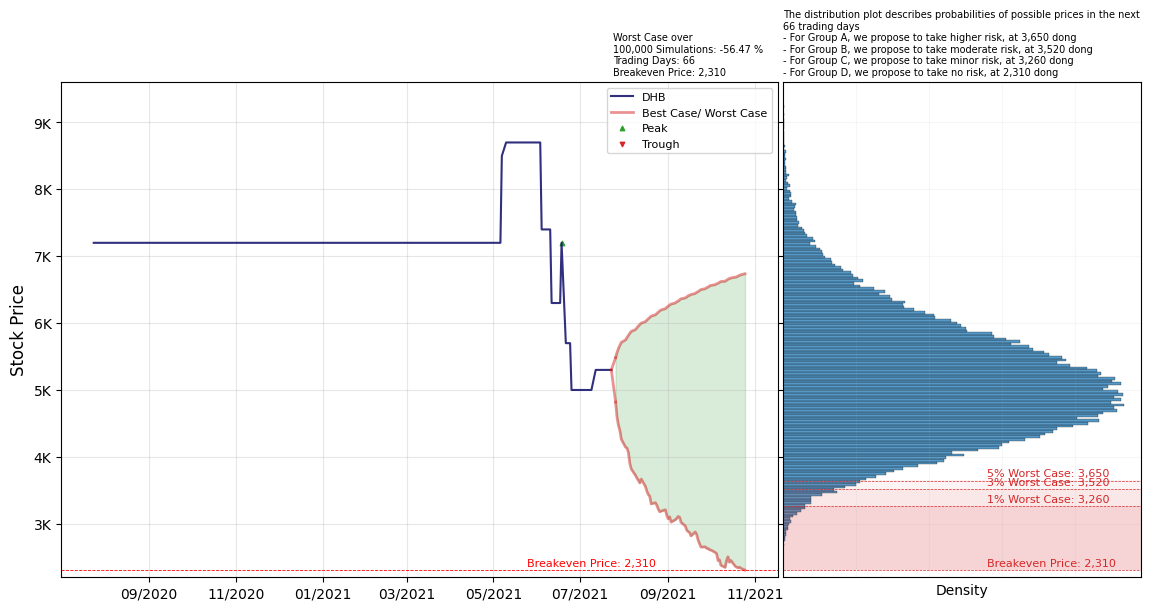 The distribution plot describes probabilities of possible prices in the next
66 trading days
- For Group A, we propose to take higher risk, at 3,650 dong
- For Group B, we propose to take moderate risk, at 3,520 dong
- For Group C, we propose to take minor risk, at 3,260 dong
- For Group D, we propose to take no risk, at 2,310 dong
Worst Case over
100,000 Simulations: -56.47 %
Trading Days: 66
Breakeven Price: 2,310
DHB
Best Case/ Worst Case
Peak
Trough
Stock Price
9K
8K
7K
6K
5K
4K
3K
Breakeven Price: 2,310
09/2020
11/2020
01/2021
03/2021
05/2021
07/2021
09/2021
11/2021
5% Worst Case: 3,650
3% Worst Case: 3,520
1% Worst Case: 3,260
Breakeven Price: 2,310
Density